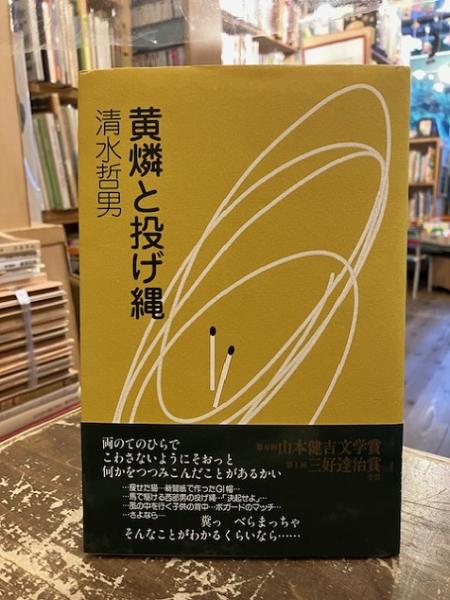 黄燐と投げ縄
清水哲男
両のてのひらで
こわさないようにそおっと
何かをつつみこんだことがあるかい
…痩せた猫…新聞紙で作ったGI帽…
…馬で駆ける西部男の投げ縄…「決起せよ」…
…風の中を行く子供の背中…ボガードのマッチ…
…さよなら…
糞っ べらまっちゃ
そんなことがわかるくらいなら……
山本健吉文学賞
第1回三好達治賞
受賞